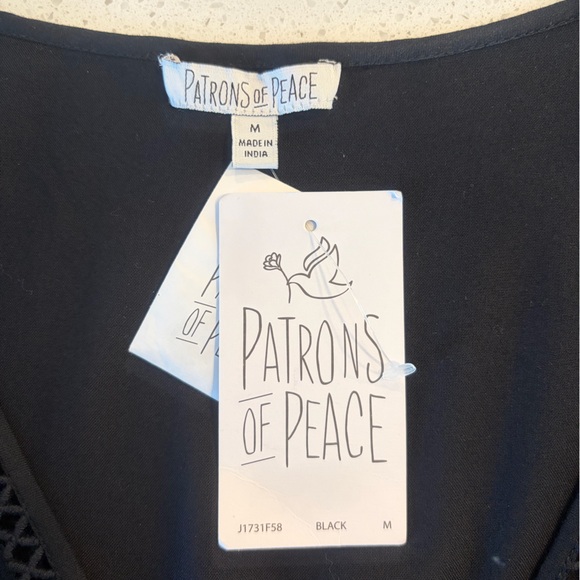 PATRONS OF PEACE
M
MADE IN
INDIA
PATRONS
OF PEACE
J1731F58 BLACK M